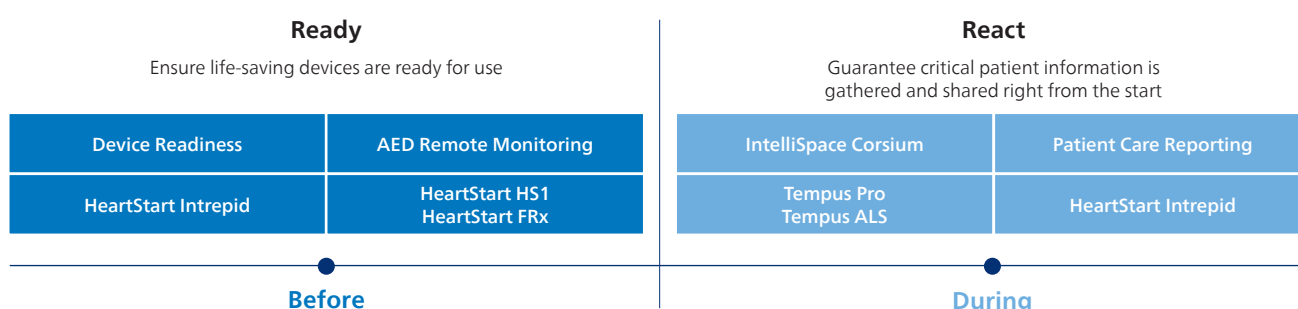 Ready
Ensure life-saving devices are ready for use
Device Readiness
AED Remote Monitoring
HeartStart Intrepid
HeartStart HS1
HeartStart FRx
Before
React
Guarantee critical patient information is
gathered and shared right from the start
IntelliSpace Corsium
Patient Care Reporting
Tempus Pro
Tempus ALS
HeartStart Intrepid
During